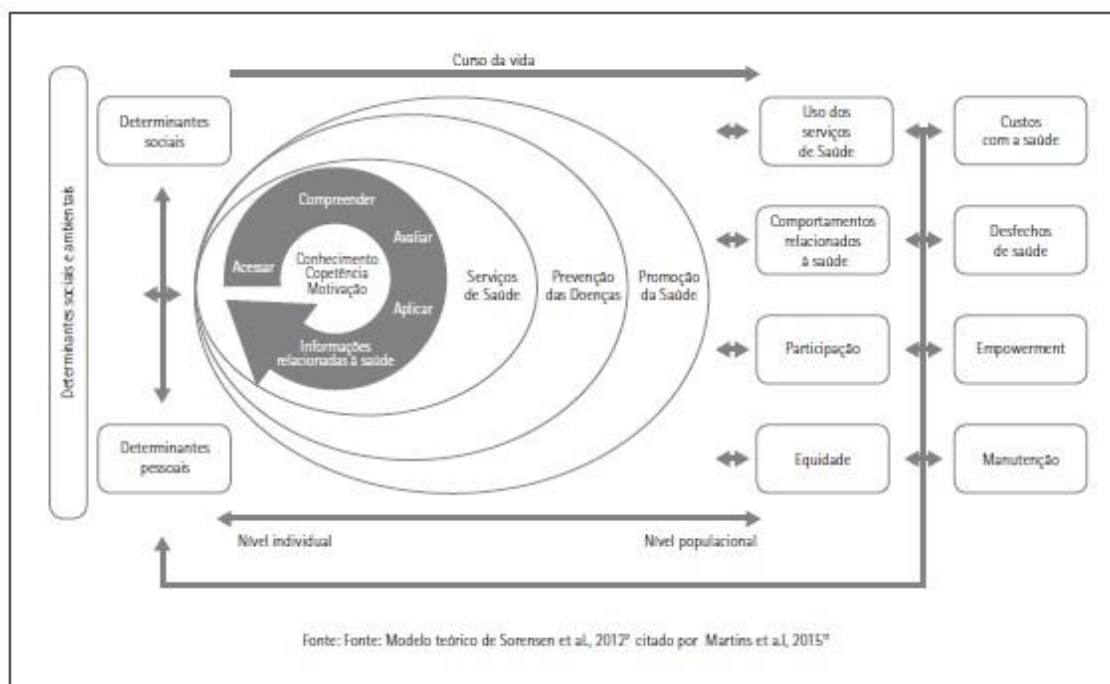 Curso da vida
Determinantes sociais e ambientais
Determinantes
sociais
Determinantes
pessoais
Compreender
Acessar
Avaliar
Aplicar
Conhecimento
Copetência
Motivação
Informações
relacionadas à saúde
Serviços
de Saúde
Prevenção
das Doenças
Promoção
da Saúde
Uso dos
serviços
de Saúde
Comportamentos
relacionados
à saúde
Participação
Equidade
Custos
com a saúde
Desfechos
de saúde
Empowerment
Manutenção
Nível individual
Nível populacional
Fonte: Fonte: Modelo teórico de Sorensen et al., 2012 citado por Martins et a.l, 2015